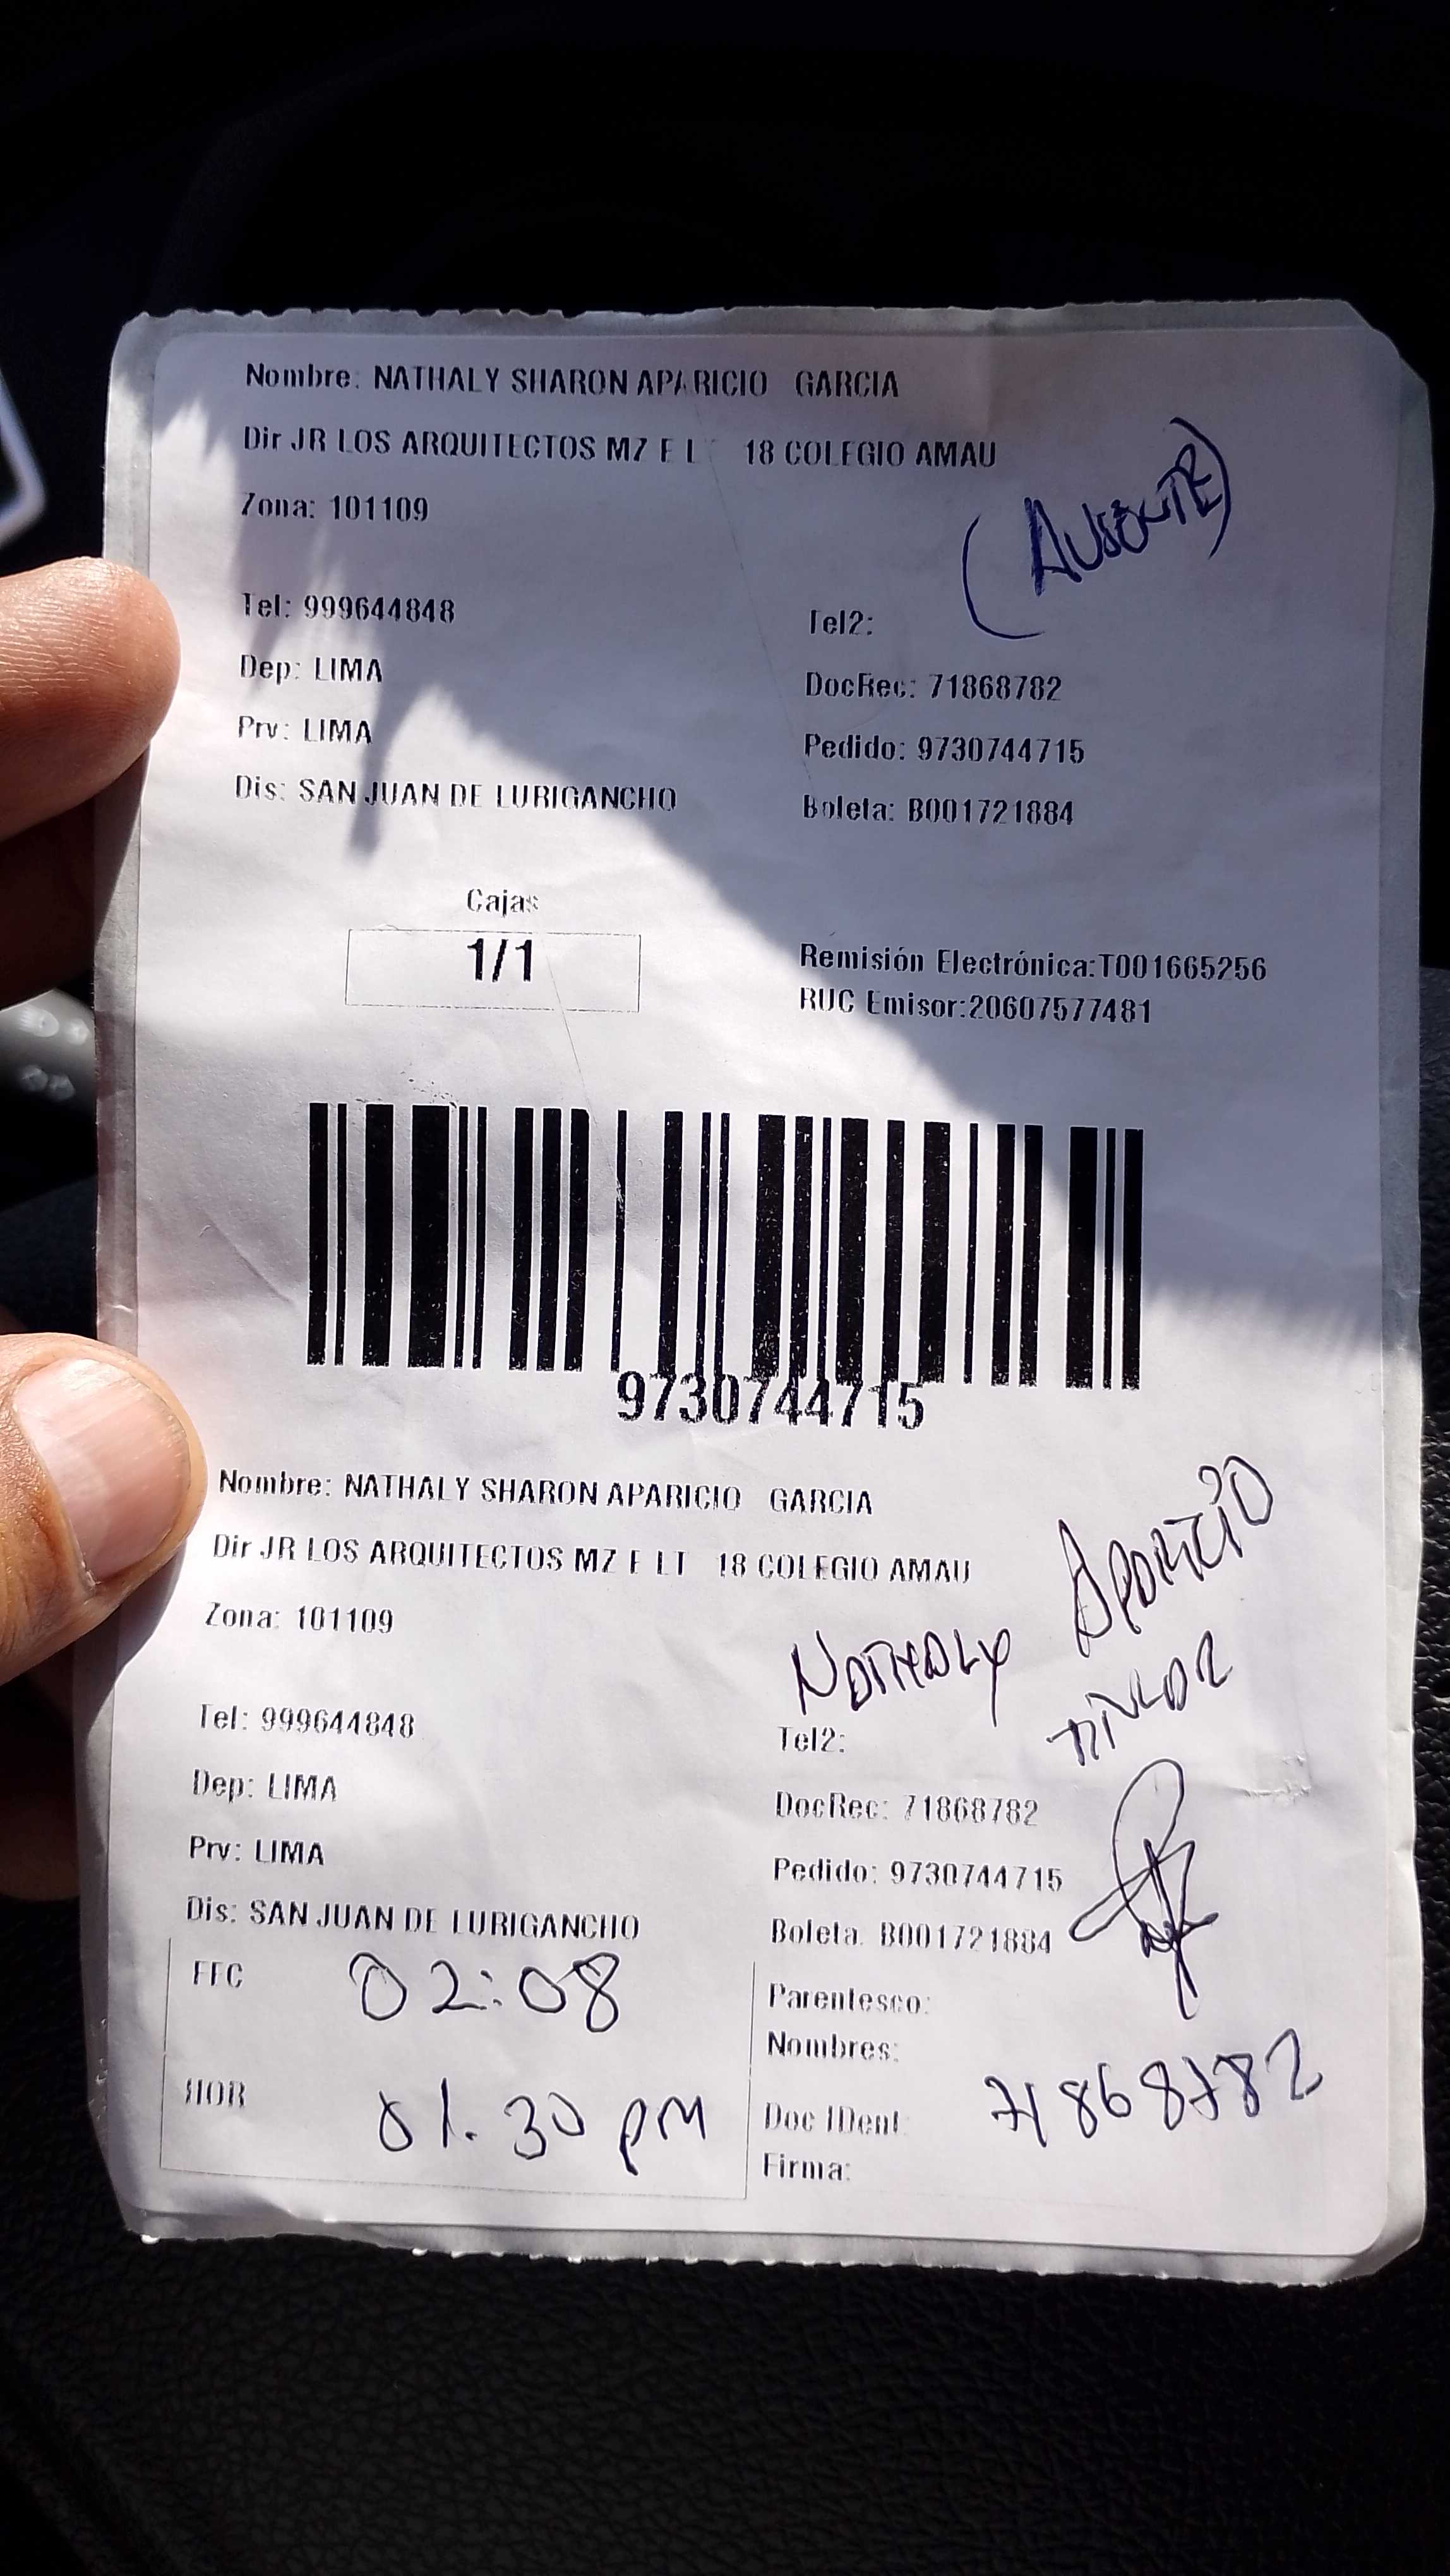 Nombre: NATHALY SHARON APARICIO GARCIA
Dir JR LOS ARQUITECTOS MZ E L 18 COLEGIO AMAU
(AUSENTE)
Zona: 101109
Tel: 999644848
Tel2:
Dep: LIMA
DocRec: 71868782
Prv: LIMA
Pedido: 9730744715
Dis: SAN JUAN DE LURIGANCHO
Boleta: B001721884
Cajas
1/1
Remisión Electrónica:T001665256
RUC Emisor:20607577481
9730744715
Nombre: NATHALY SHARON APARICIO GARCIA
Dir JR LOS ARQUITECTOS MZ E LT 18 COLEGIO AMAU
Zona: 101109
NATHALY APARICIO
TITULAR
Tel: 999644848
Tel2:
Dep: LIMA
DocRec: 71868782
Prv: LIMA
Pedido: 9730744715
Dis: SAN JUAN DE LURIGANCHO
Boleta: B001721884
FEC 02:08
Parentesco:
Nombres:
HOR 01.30 pm
Doc IDent 71868782
Firma: